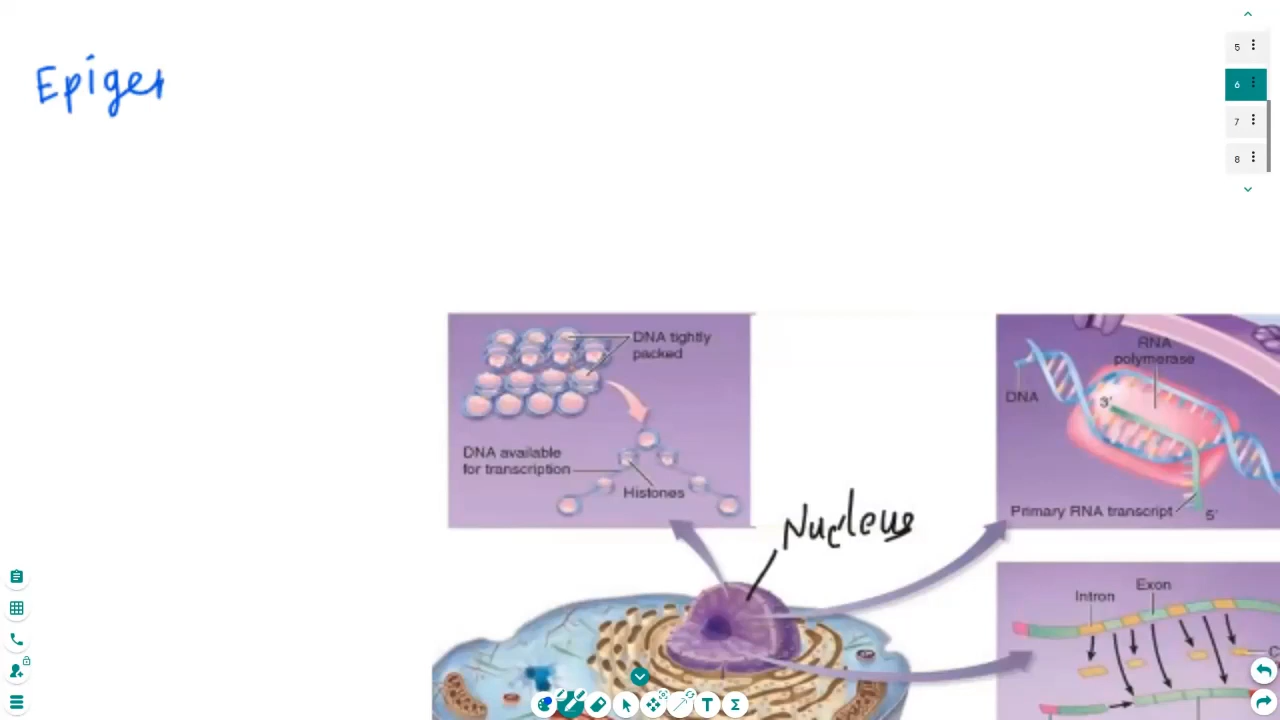 Epigen
5
6
7
8
DNA tightly
packed
DNA available
for transcription
Histones
Nucleus
RNA
polymerase
DNA
3'
Primary RNA transcript
5'
Intron
Exon
C
T
Σ